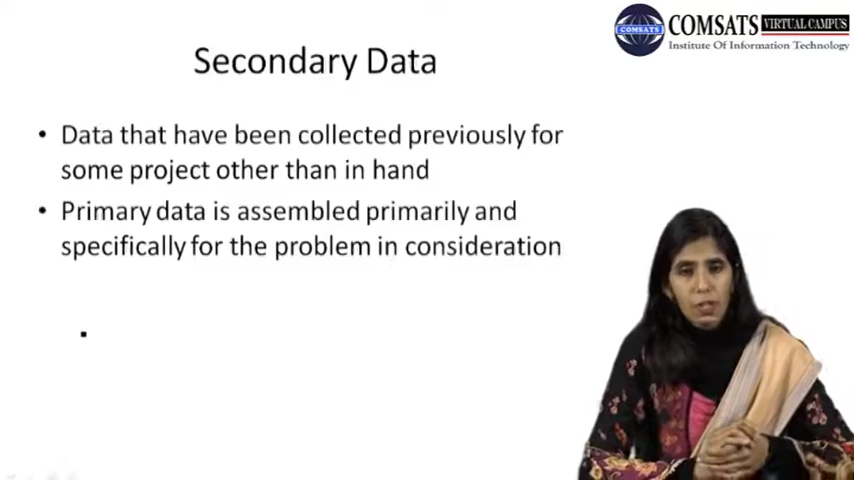 COMSATS VIRTUAL CAMPUS
Institute Of Information Technology
COMSATS
Secondary Data
• Data that have been collected previously for
some project other than in hand
• Primary data is assembled primarily and
specifically for the problem in consideration